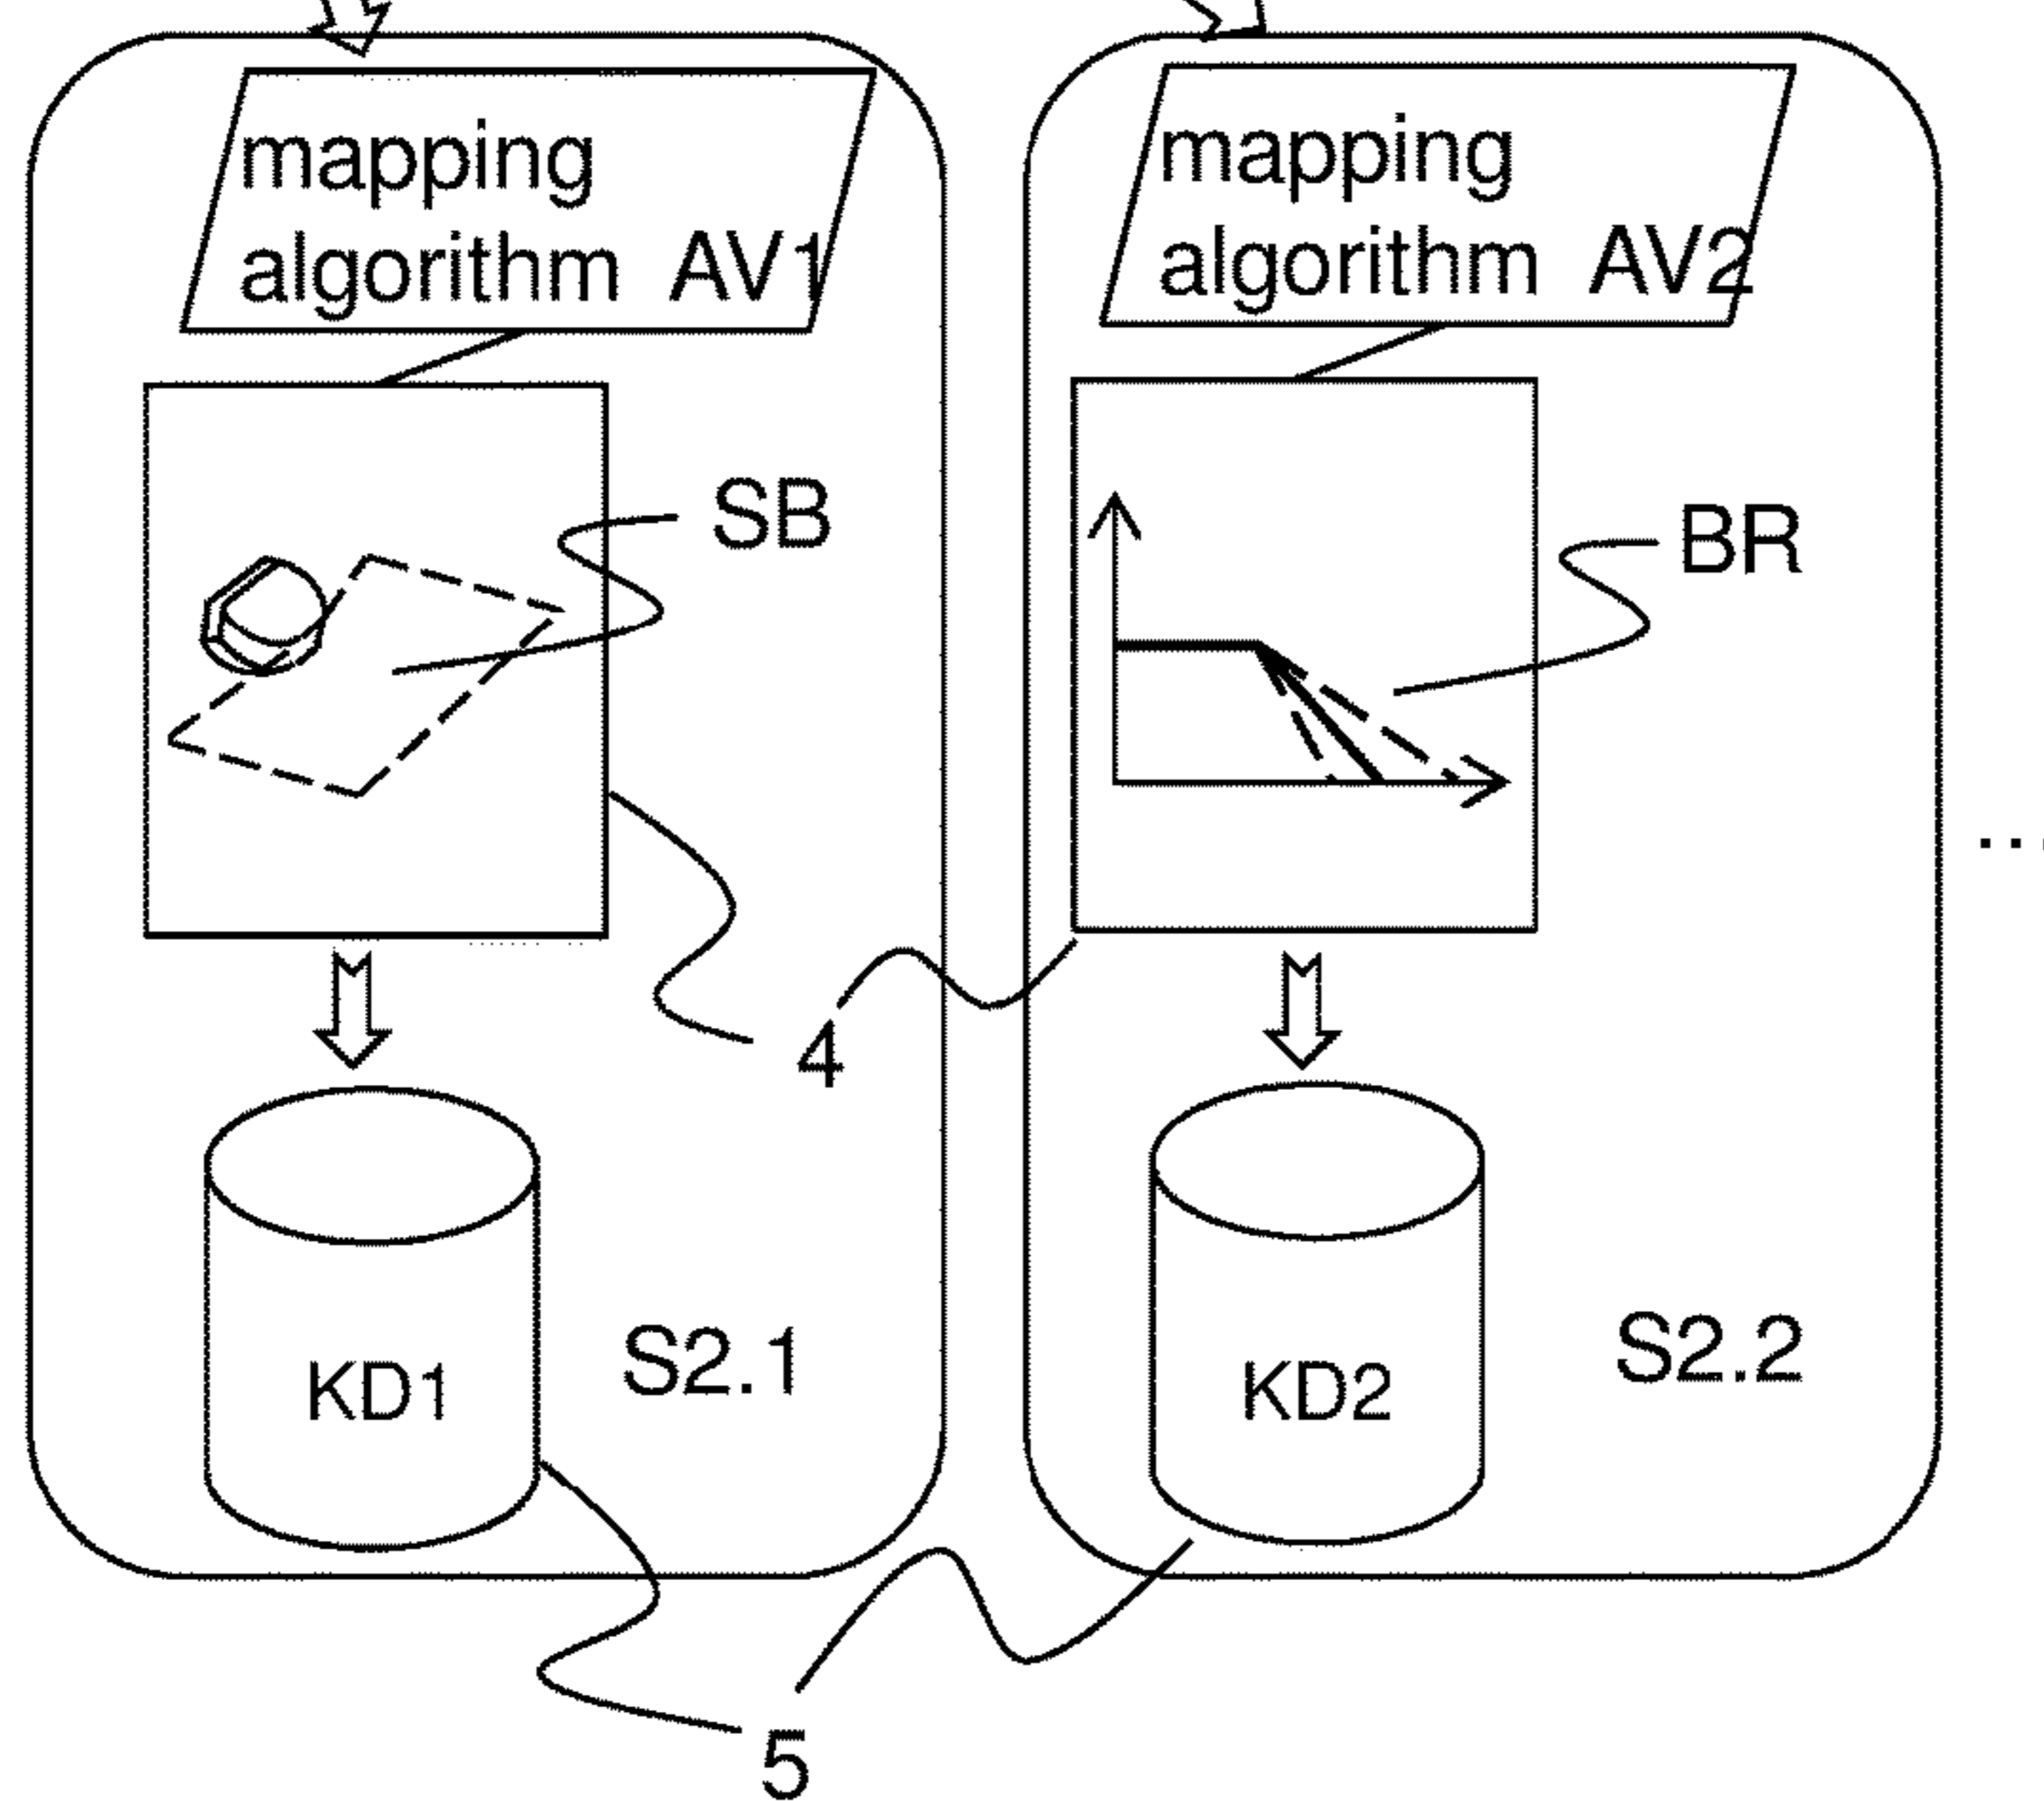 mapping
algorithm AV1
mapping
algorithm AV2
SB
BR
4
KD1
S2.1
KD2
S2.2
5
...